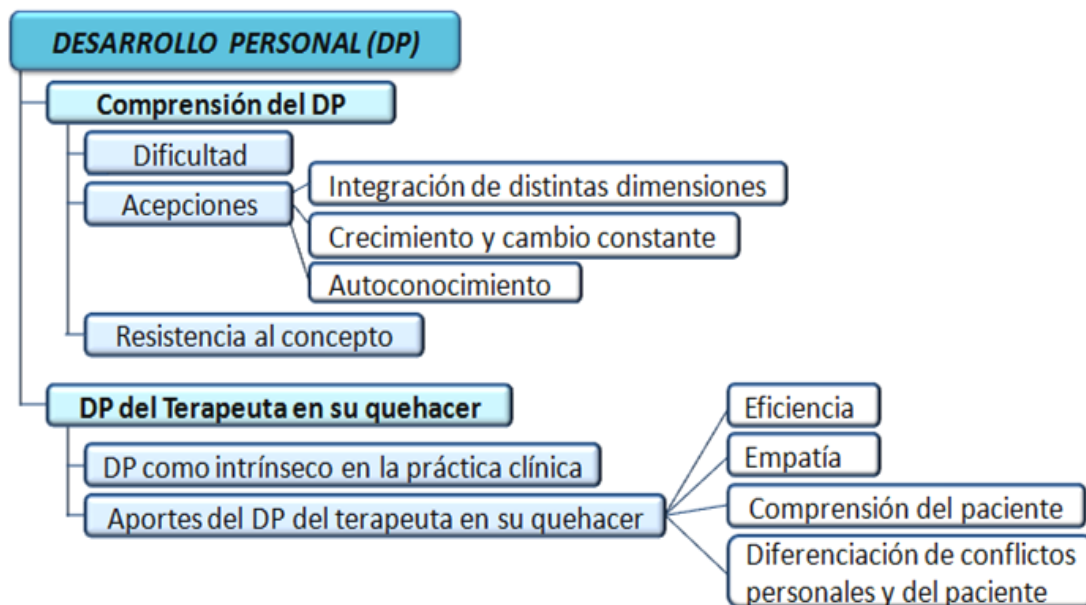 DESARROLLO PERSONAL (DP)
Comprensión del DP
Dificultad
Acepciones
Integración de distintas dimensiones
Crecimiento y cambio constante
Autoconocimiento
Resistencia al concepto
DP del Terapeuta en su quehacer
DP como intrínseco en la práctica clínica
Aportes del DP del terapeuta en su quehacer
Eficiencia
Empatía
Comprensión del paciente
Diferenciación de conflictos
personales y del paciente